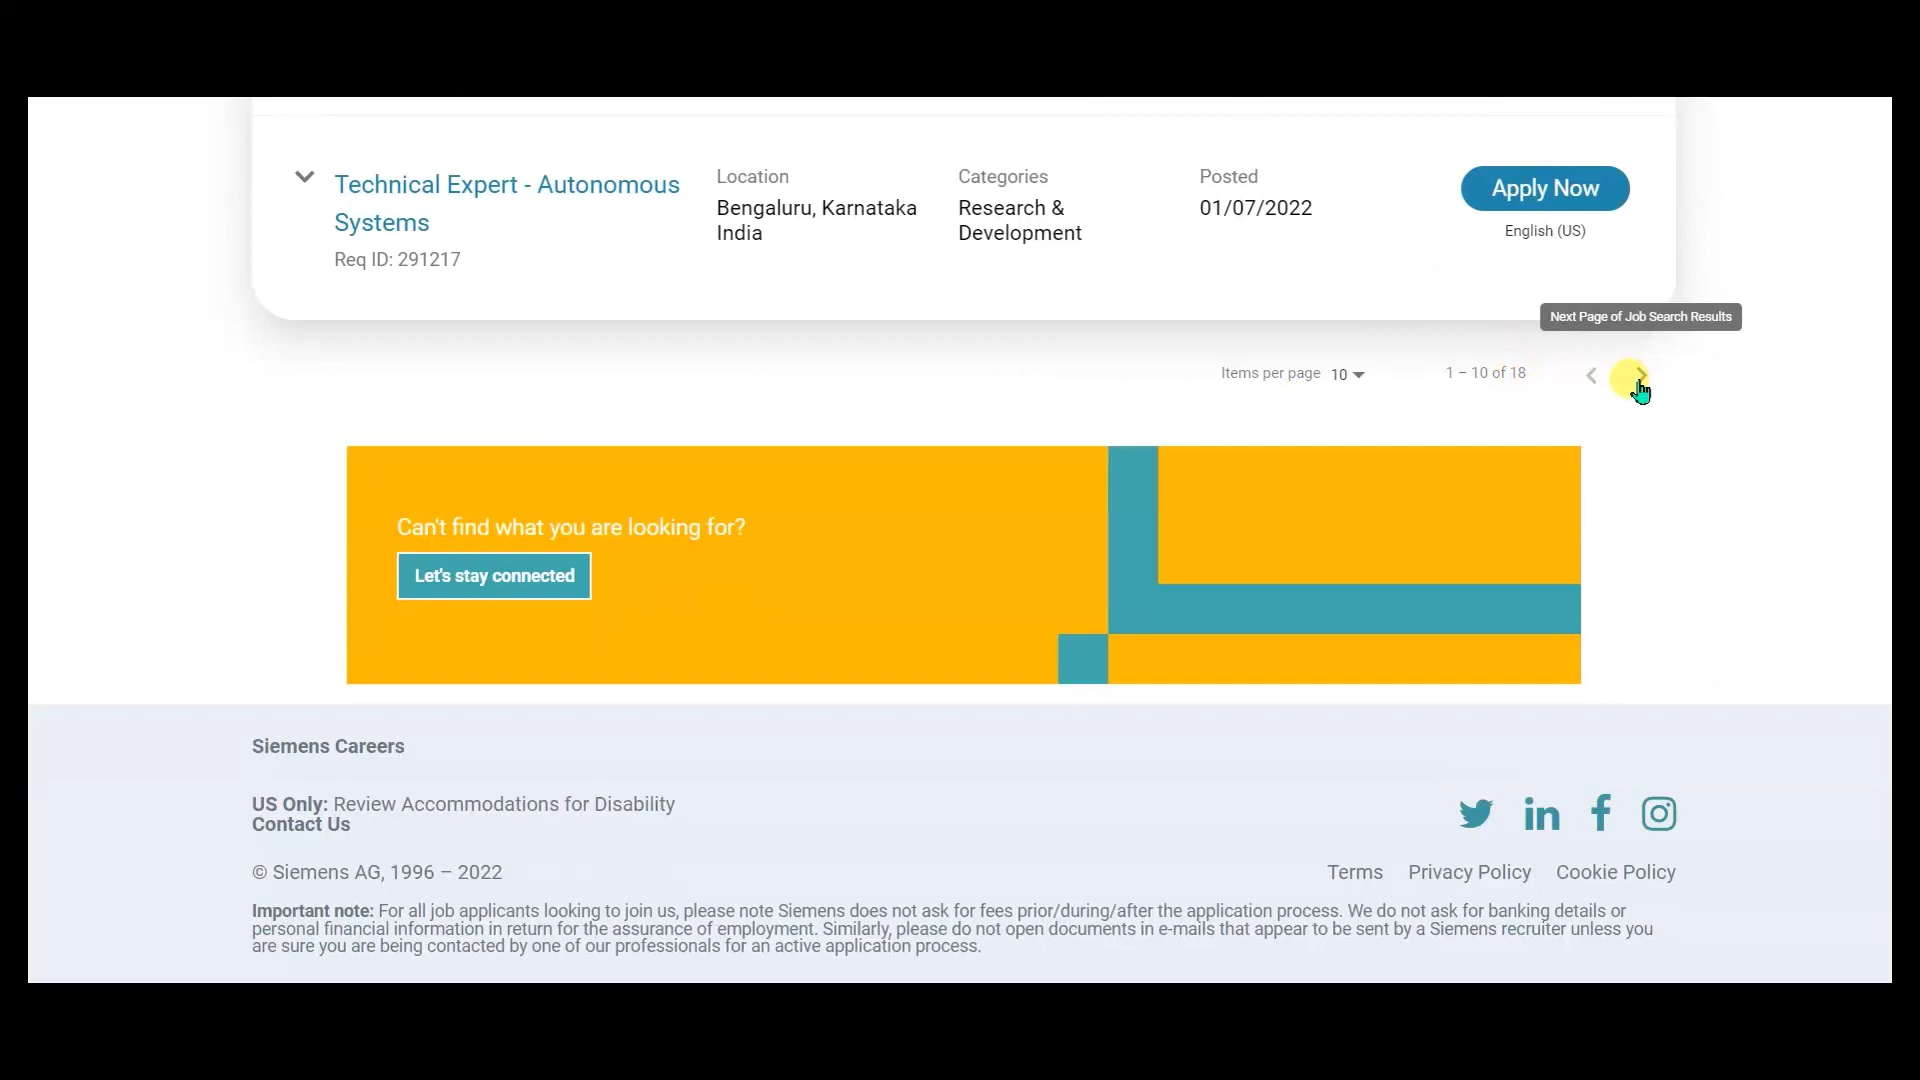 Technical Expert - Autonomous
Systems
Req ID: 291217
Location
Bengaluru, Karnataka
India
Categories
Research &
Development
Posted
01/07/2022
Apply Now
English (US)
Next Page of Job Search Results
Items per page 10
1 – 10 of 18
Can't find what you are looking for?
Let's stay connected
Siemens Careers
US Only: Review Accommodations for Disability
Contact Us
© Siemens AG, 1996 – 2022
Terms Privacy Policy Cookie Policy
Important note: For all job applicants looking to join us, please note Siemens does not ask for fees prior/during/after the application process. We do not ask for banking details or
personal financial information in return for the assurance of employment. Similarly, please do not open documents in e-mails that appear to be sent by a Siemens recruiter unless you
are sure you are being contacted by one of our professionals for an active application process.